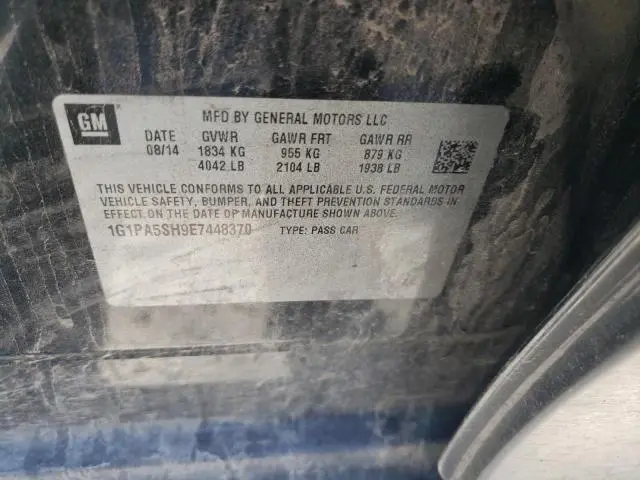 GM
MFD BY GENERAL MOTORS LLC
DATE GVWR GAWR FRT GAWR RR
08/14 1834 KG 955 KG 879 KG
4042 LB 2104 LB 1938 LB
THIS VEHICLE CONFORMS TO ALL APPLICABLE U.S. FEDERAL MOTOR
VEHICLE SAFETY, BUMPER, AND THEFT PREVENTION STANDARDS
IN EFFECT ON THE DATE OF MANUFACTURE SHOWN ABOVE.
1G1PA5SH9E7448370 TYPE: PASS CAR